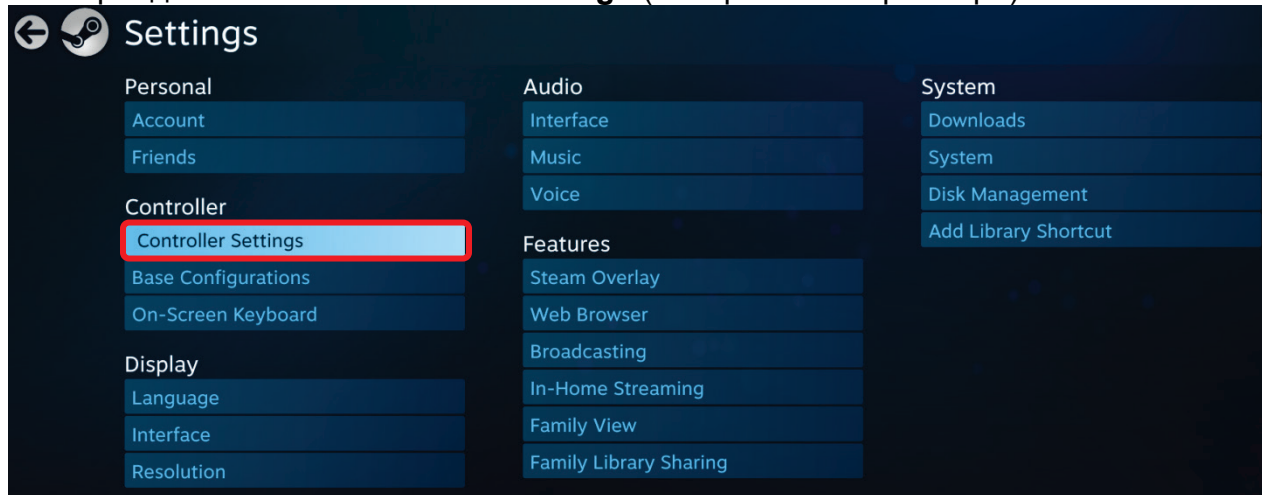 Settings
Personal
Account
Friends
Controller
Controller Settings
Base Configurations
On-Screen Keyboard
Display
Language
Interface
Resolution
Audio
Interface
Music
Voice
Features
Steam Overlay
Web Browser
Broadcasting
In-Home Streaming
Family View
Family Library Sharing
System
Downloads
System
Disk Management
Add Library Shortcut